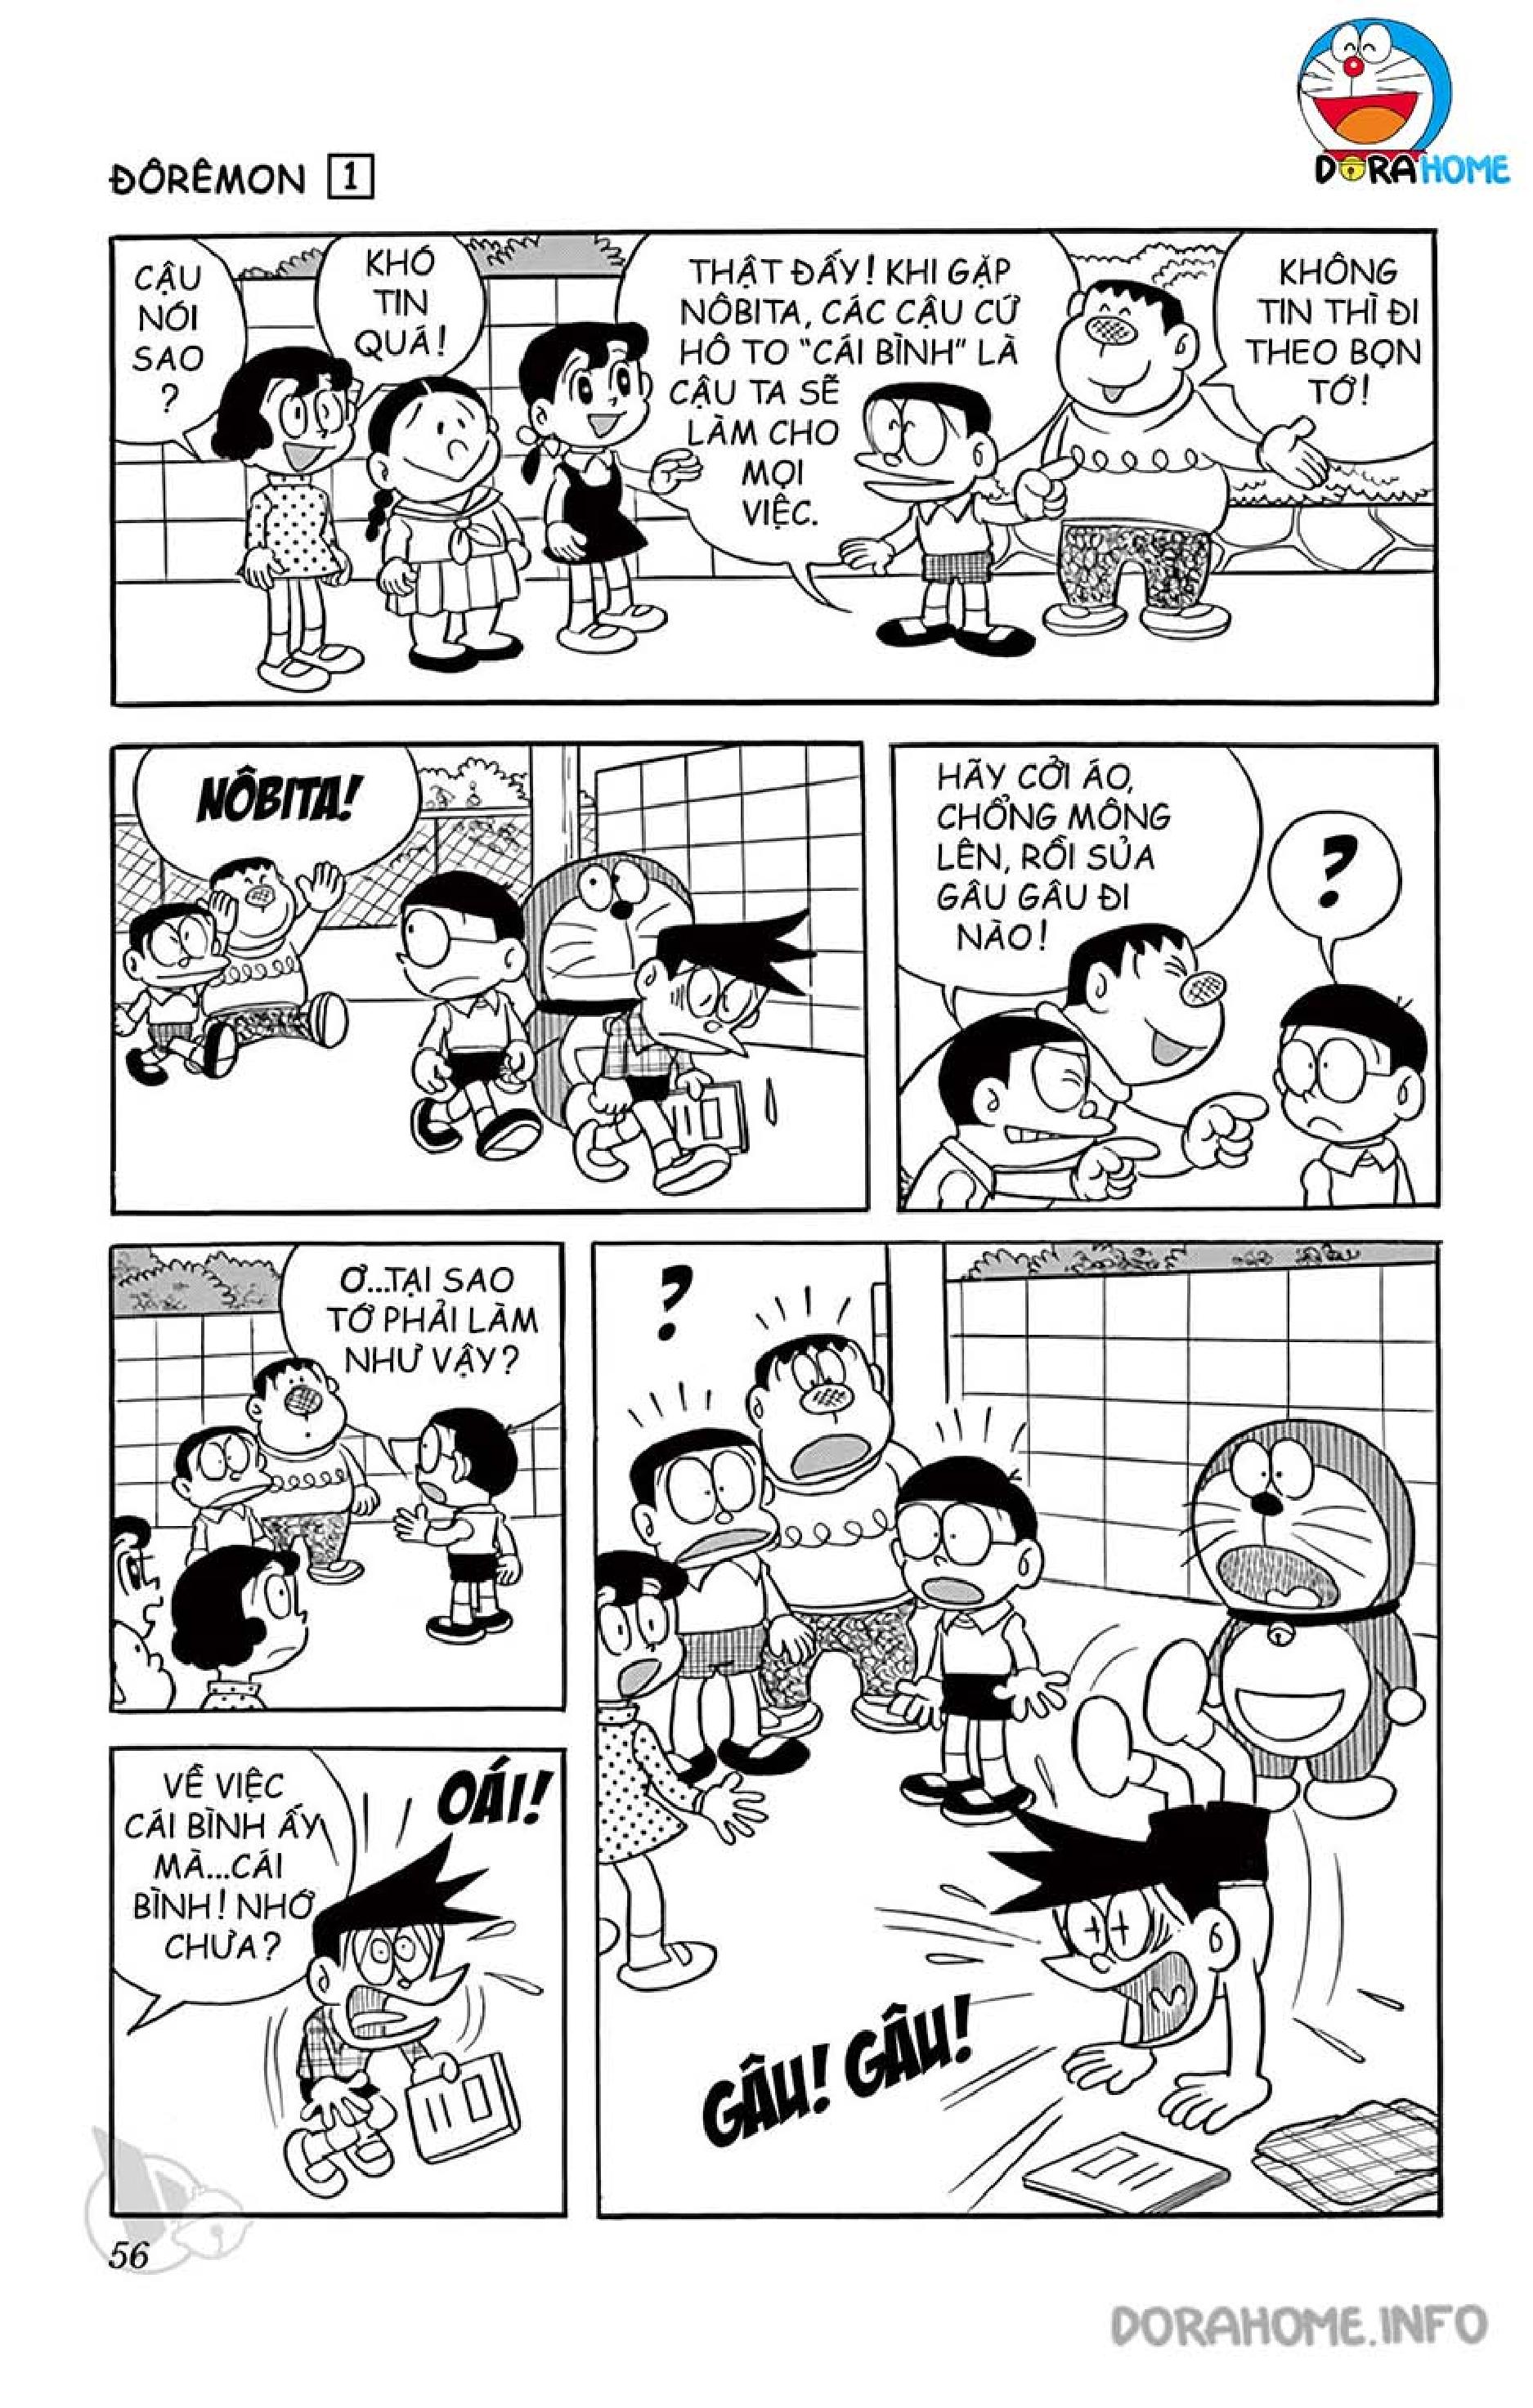 DORAHOME
ĐÔRÊMON 1
CẬU
NÓI
SAO
?
KHÓ
TIN
QUÁ!
THẬT ĐẤY! KHI GẶP
NÔBITA, CÁC CẬU CỨ
HÔ TO “CÁI BÌNH” LÀ
CẬU TA SẼ
LÀM CHO
MỌI
VIỆC.
KHÔNG
TIN THÌ ĐI
THEO BỌN
TỚ!
NÔBITA!
HÃY CỞI ÁO,
CHỔNG MÔNG
LÊN, RỒI SỦA
GÂU GÂU ĐI
NÀO!
?
Ơ...TẠI SAO
TỚ PHẢI LÀM
NHƯ VẬY?
VỀ VIỆC
CÁI BÌNH ẤY
MÀ...CÁI
BÌNH! NHỚ
CHƯA?
OÁI!
?
GÂU! GÂU!
56
DORAHOME.INFO